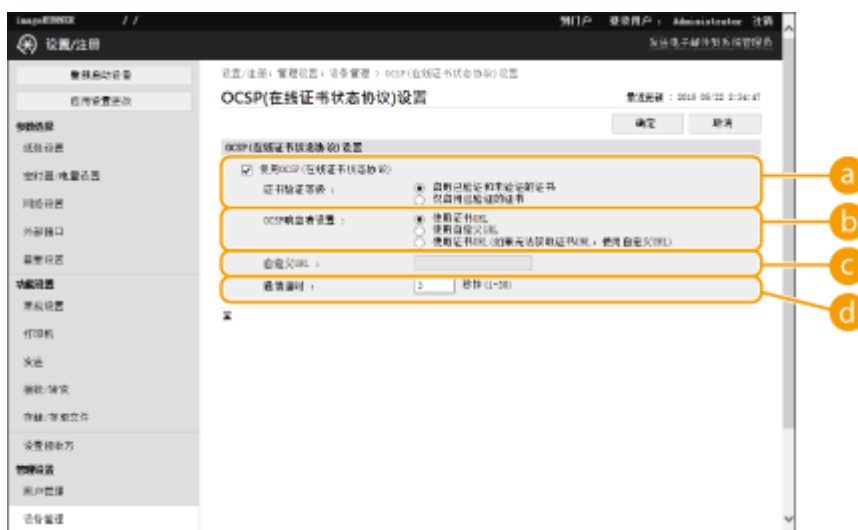 imageRUNNER / / 到门户 登录用户: Administrator 注销
设置/注册 发送电子邮件到系统管理员
重新启动设备 设置/注册: 管理设置: 设备管理 > OCSP(在线证书状态协议)设置
应用设置更改 OCSP(在线证书状态协议)设置 最近更新 : 2018 05/22 2:34:47
确定 取消
参数选择 OCSP(在线证书状态协议)设置
纸张设置 使用OCSP(在线证书状态协议)
定时器/电量设置 证书验证等级 : 启用已验证和未验证的证书
仅启用已验证的证书
a
网络设置 OCSP响应者设置 : 使用证书URL
使用自定义URL
外部接口 使用证书URL(如果无法获取证书URL,使用自定义URL)
b
音量设置 自定义URL :
c
功能设置 通信超时 : 3 秒钟(1-30)
d
常规设置
打印机
发送
接收/转发
存储/存取文件
设置接收方
管理设置
用户管理
设备管理